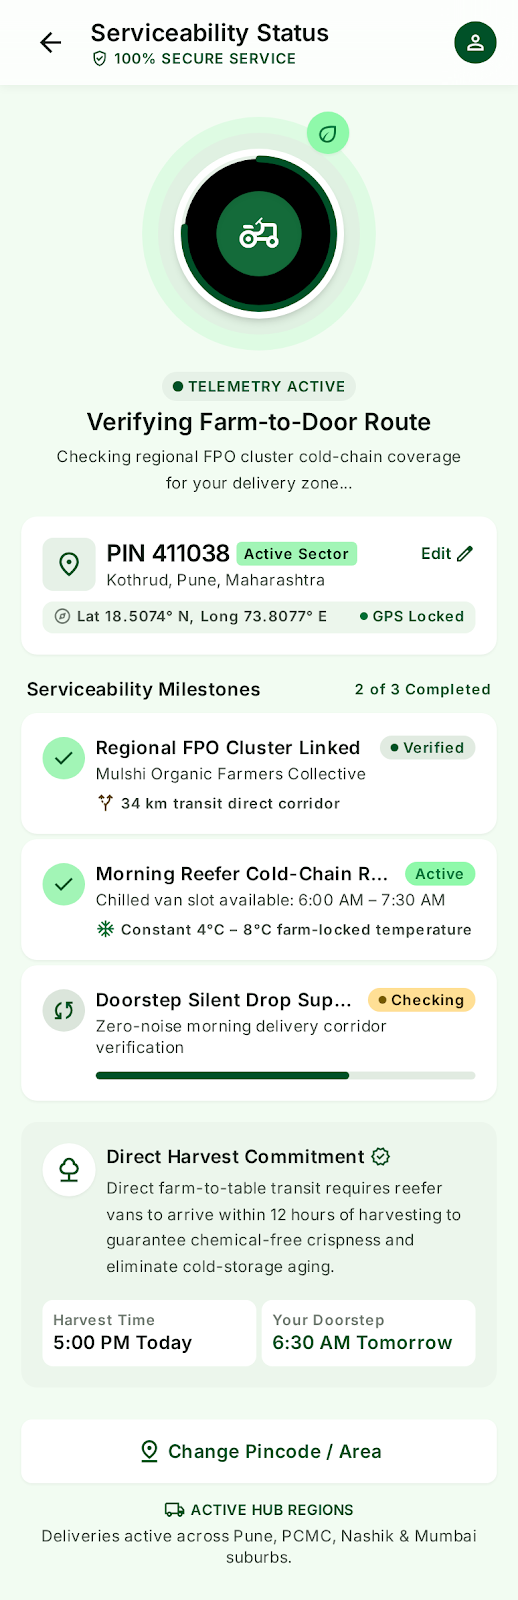 Serviceability Status
100% SECURE SERVICE
TELEMETRY ACTIVE
Verifying Farm-to-Door Route
Checking regional FPO cluster cold-chain coverage
for your delivery zone...
PIN 411038 Active Sector Edit
Kothrud, Pune, Maharashtra
Lat 18.5074° N, Long 73.8077° E GPS Locked
Serviceability Milestones 2 of 3 Completed
Regional FPO Cluster Linked Verified
Mulshi Organic Farmers Collective
34 km transit direct corridor
Morning Reefer Cold-Chain R... Active
Chilled van slot available: 6:00 AM – 7:30 AM
Constant 4°C – 8°C farm-locked temperature
Doorstep Silent Drop Sup... Checking
Zero-noise morning delivery corridor
verification
Direct Harvest Commitment
Direct farm-to-table transit requires reefer
vans to arrive within 12 hours of harvesting to
guarantee chemical-free crispness and
eliminate cold-storage aging.
Harvest Time Your Doorstep
5:00 PM Today 6:30 AM Tomorrow
Change Pincode / Area
ACTIVE HUB REGIONS
Deliveries active across Pune, PCMC, Nashik & Mumbai
suburbs.